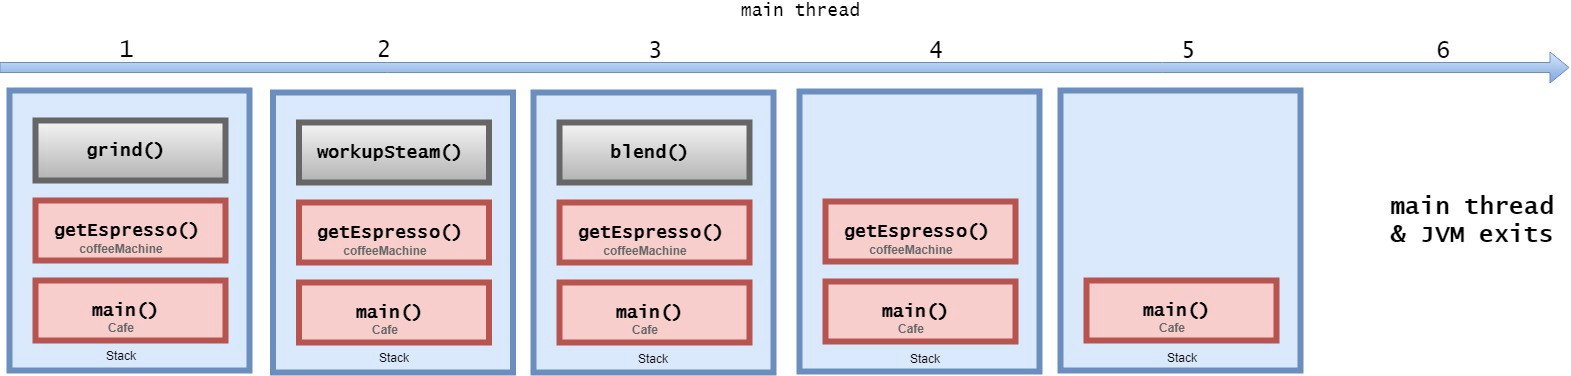 main thread
1 2 3 4 5 6
grind()
getEspresso()
coffeeMachine
main()
Cafe
Stack
workupSteam()
getEspresso()
coffeeMachine
main()
Cafe
Stack
blend()
getEspresso()
coffeeMachine
main()
Cafe
Stack
getEspresso()
coffeeMachine
main()
Cafe
Stack
main()
Cafe
Stack
main thread
& JVM exits